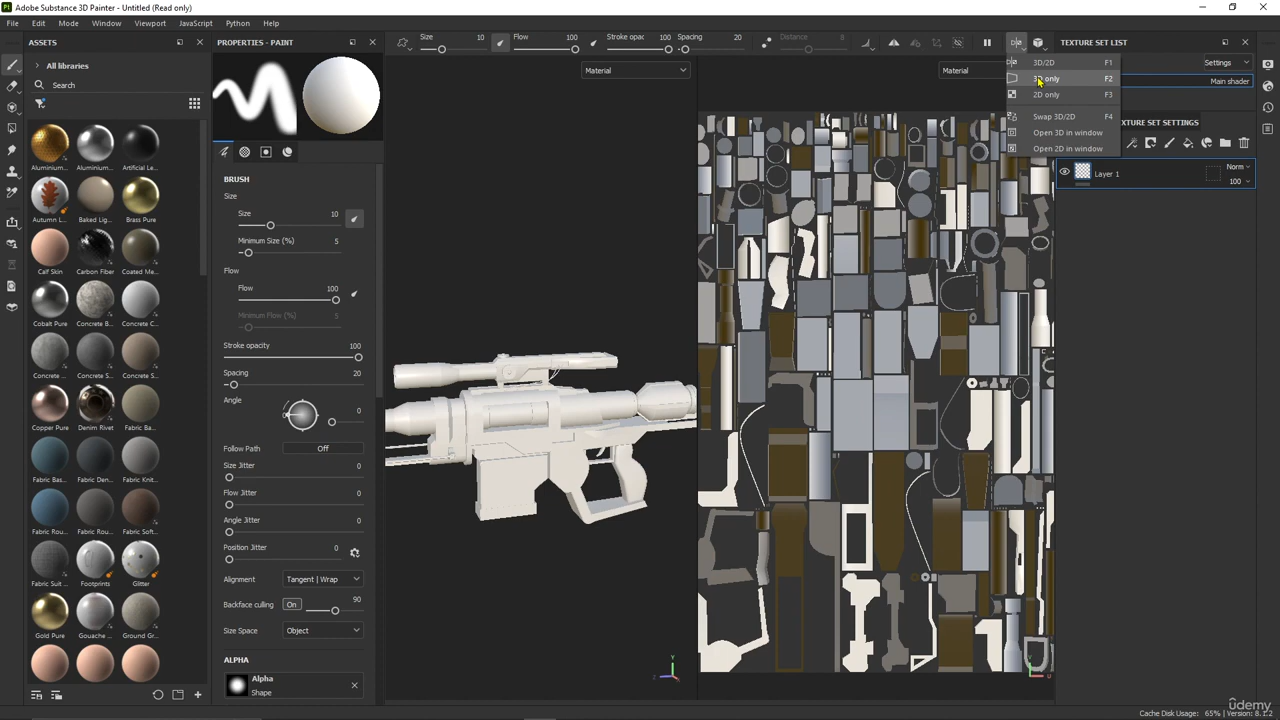 Adobe Substance 3D Painter - Untitled (Read only)
File Edit Mode Window Viewport JavaScript Python Help
ASSETS
PROPERTIES - PAINT
Size 10
Flow 100
Stroke opac 100
Spacing 20
Distance 8
TEXTURE SET LIST
All libraries
Search
Material
Material
3D/2D F1
3D only F2
2D only F3
Swap 3D/2D F4
Open 3D in window
Open 2D in window
Settings
Main shader
TEXTURE SET SETTINGS
Layer 1
Norm
100
Aluminium...
Aluminium...
Artificial Le...
Autumn L...
Baked Lig...
Brass Pure
Calf Skin
Carbon Fiber
Coated Me...
Cobalt Pure
Concrete B...
Concrete C...
Concrete ...
Concrete S...
Concrete S...
Copper Pure
Denim Rivet
Fabric Ba...
Fabric Bas...
Fabric Den...
Fabric Knit...
Fabric Rou...
Fabric Rou...
Fabric Soft...
Fabric Suit ...
Footprints
Glitter
Gold Pure
Gouache ...
Ground Gr...
BRUSH
Size
Size 10
Minimum Size (%) 5
Flow
Flow 100
Minimum Flow (%) 5
Stroke opacity 100
Spacing 20
Angle 0
Follow Path Off
Size Jitter 0
Flow Jitter 0
Angle Jitter 0
Position Jitter 0
Alignment Tangent | Wrap
Backface culling On 90
Size Space Object
ALPHA
Alpha
Shape
Y
Y
U
ûdemy
Cache Disk Usage: 65% | Version: 8.1.2